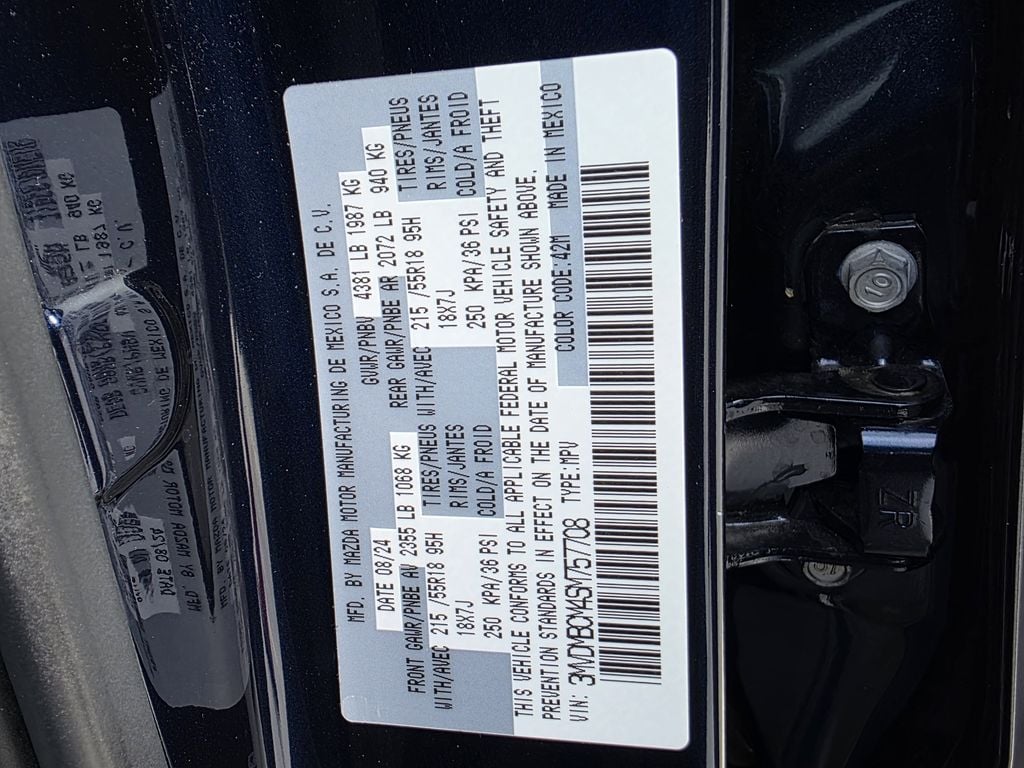 MFD. BY MAZDA MOTOR MANUFACTURING DE MEXICO S.A. DE C.V.
DATE 08/24 GVWR/PNBV 4381 LB 1987 KG
FRONT GAWR/PNBE AV 2355 LB 1068 KG REAR GAWR/PNBE AR 2072 LB 940 KG
WITH/AVEC 215 /55R18 95H TIRES/PNEUS WITH/AVEC 215 /55R18 95H TIRES/PNEUS
18X7J RIMS/JANTES 18X7J RIMS/JANTES
250 KPA/36 PSI COLD/A FROID 250 KPA/36 PSI COLD/A FROID
THIS VEHICLE CONFORMS TO ALL APPLICABLE FEDERAL MOTOR VEHICLE SAFETY AND THEFT
PREVENTION STANDARDS IN EFFECT ON THE DATE OF MANUFACTURE SHOWN ABOVE.
VIN: 3MVDMBCM4SM757708 TYPE:MPV COLOR CODE:42M MADE IN MEXICO
10
ZR